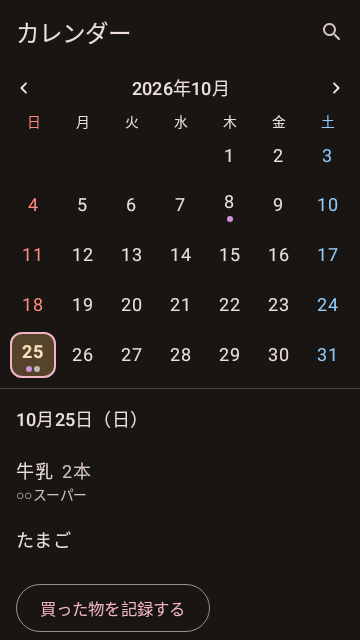 カレンダー
2026年10月
日 月 火 水 木 金 土
1 2 3
4 5 6 7 8 9 10
11 12 13 14 15 16 17
18 19 20 21 22 23 24
25 26 27 28 29 30 31
10月25日（日）
牛乳 2本
○○スーパー
たまご
買った物を記録する